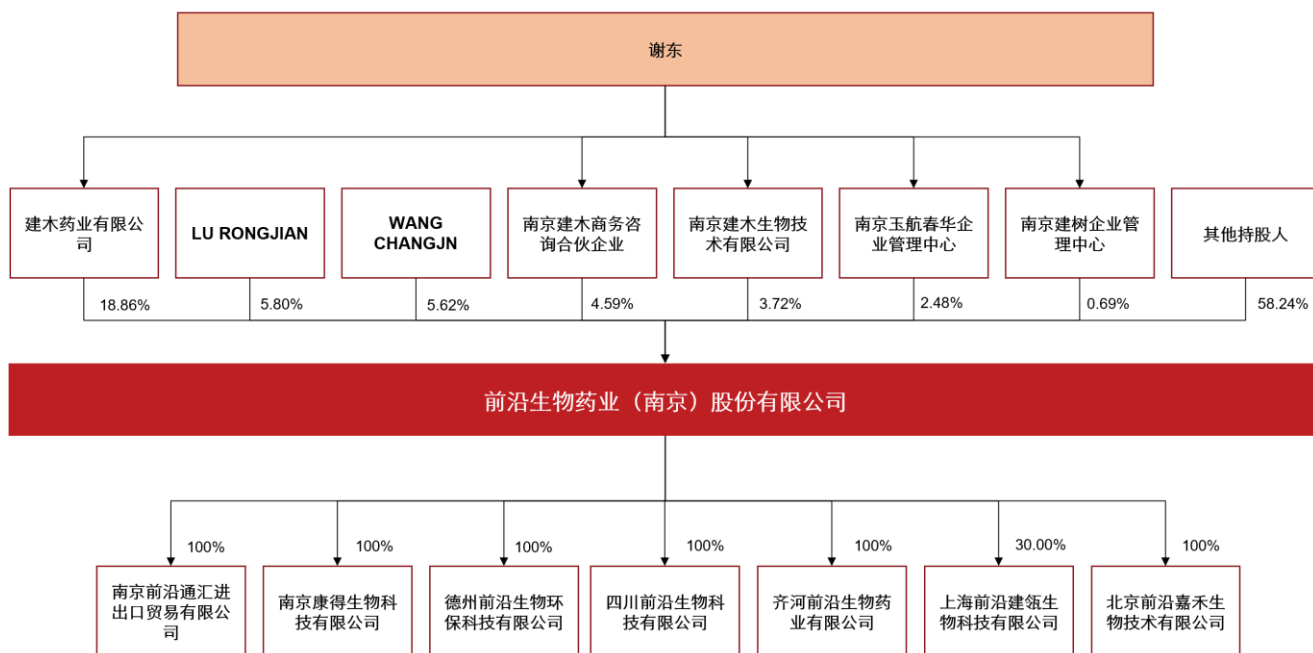 谢东
建木药业有限公
司
LU RONGJIAN
WANG
CHANGJN
南京建木商务咨
询合伙企业
南京建木生物技
术有限公司
南京玉航春华企
业管理中心
南京建树企业管
理中心
其他持股人
18.86%
5.80%
5.62%
4.59%
3.72%
2.48%
0.69%
58.24%
前沿生物药业（南京）股份有限公司
100%
100%
100%
100%
100%
30.00%
100%
南京前沿通汇进
出口贸易有限公
司
南京康得生物科
技有限公司
德州前沿生物环
保科技有限公司
四川前沿生物科
技有限公司
齐河前沿生物药
业有限公司
上海前沿建瓴生
物科技有限公司
北京前沿嘉禾生
物技术有限公司